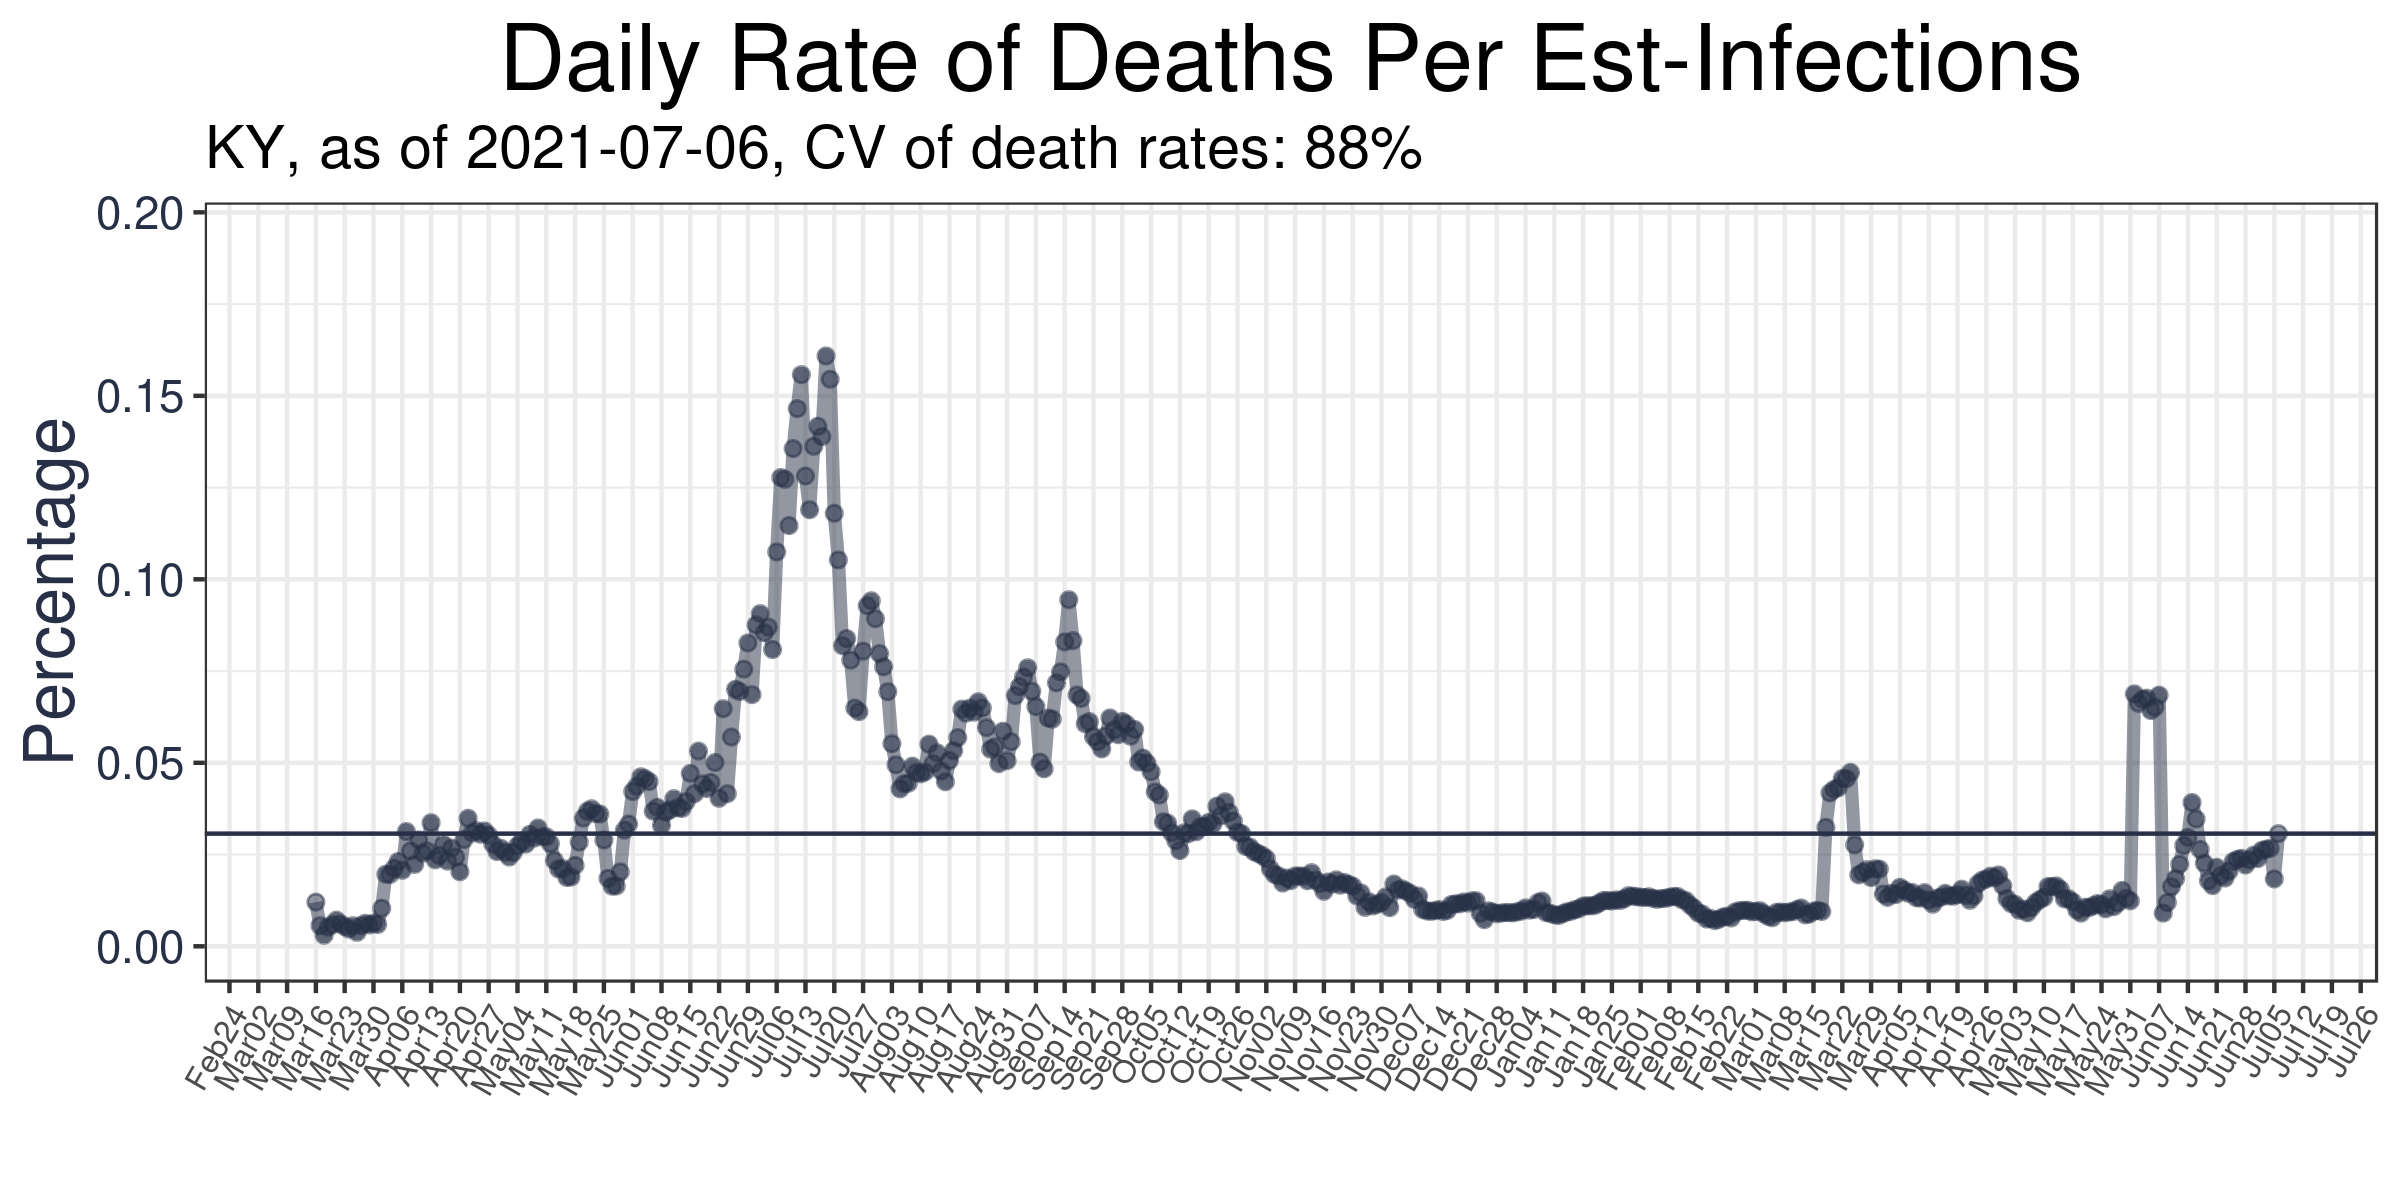 Daily Rate of Deaths Per Est-Infections
KY, as of 2021-07-06, CV of death rates: 88%
Percentage
0.20
0.15
0.10
0.05
0.00
Feb24
Mar02
Mar09
Mar16
Mar23
Mar30
Apr06
Apr13
Apr20
Apr27
May04
May11
May18
May25
Jun01
Jun08
Jun15
Jun22
Jun29
Jul06
Jul13
Jul20
Jul27
Aug03
Aug10
Aug17
Aug24
Aug31
Sep07
Sep14
Sep21
Sep28
Oct05
Oct12
Oct19
Oct26
Nov02
Nov09
Nov16
Nov23
Nov30
Dec07
Dec14
Dec21
Dec28
Jan04
Jan11
Jan18
Jan25
Feb01
Feb08
Feb15
Feb22
Mar01
Mar08
Mar15
Mar22
Mar29
Apr05
Apr12
Apr19
Apr26
May03
May10
May17
May24
May31
Jun07
Jun14
Jun21
Jun28
Jul05
Jul12
Jul19
Jul26